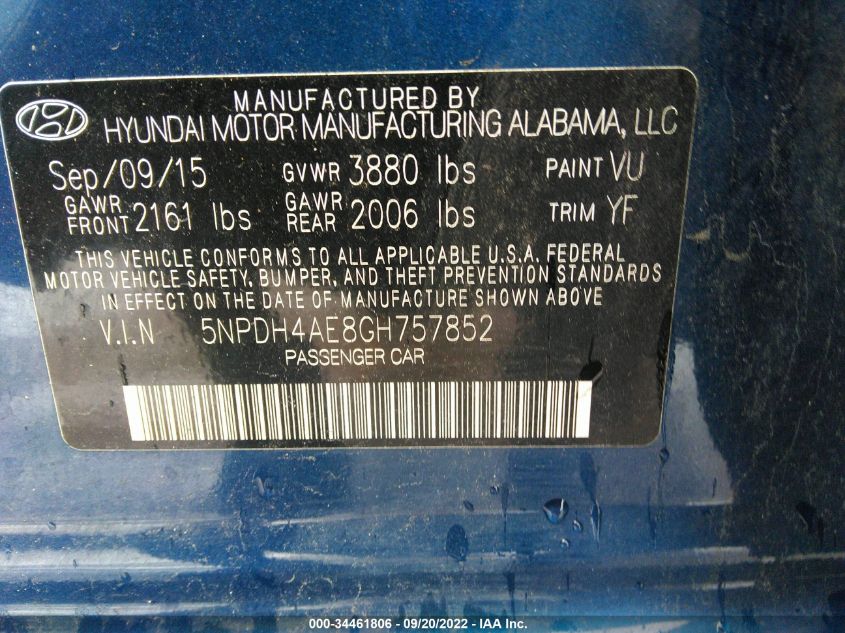 MANUFACTURED BY
HYUNDAI MOTOR MANUFACTURING ALABAMA, LLC
Sep/09/15 GVWR 3880 lbs PAINT VU
GAWR FRONT 2161 lbs GAWR REAR 2006 lbs TRIM YF
THIS VEHICLE CONFORMS TO ALL APPLICABLE U.S.A. FEDERAL
MOTOR VEHICLE SAFETY, BUMPER, AND THEFT PREVENTION STANDARDS
IN EFFECT ON THE DATE OF MANUFACTURE SHOWN ABOVE
V.I.N 5NPDH4AE8GH757852
PASSENGER CAR
000-34461806 - 09/20/2022 - IAA Inc.